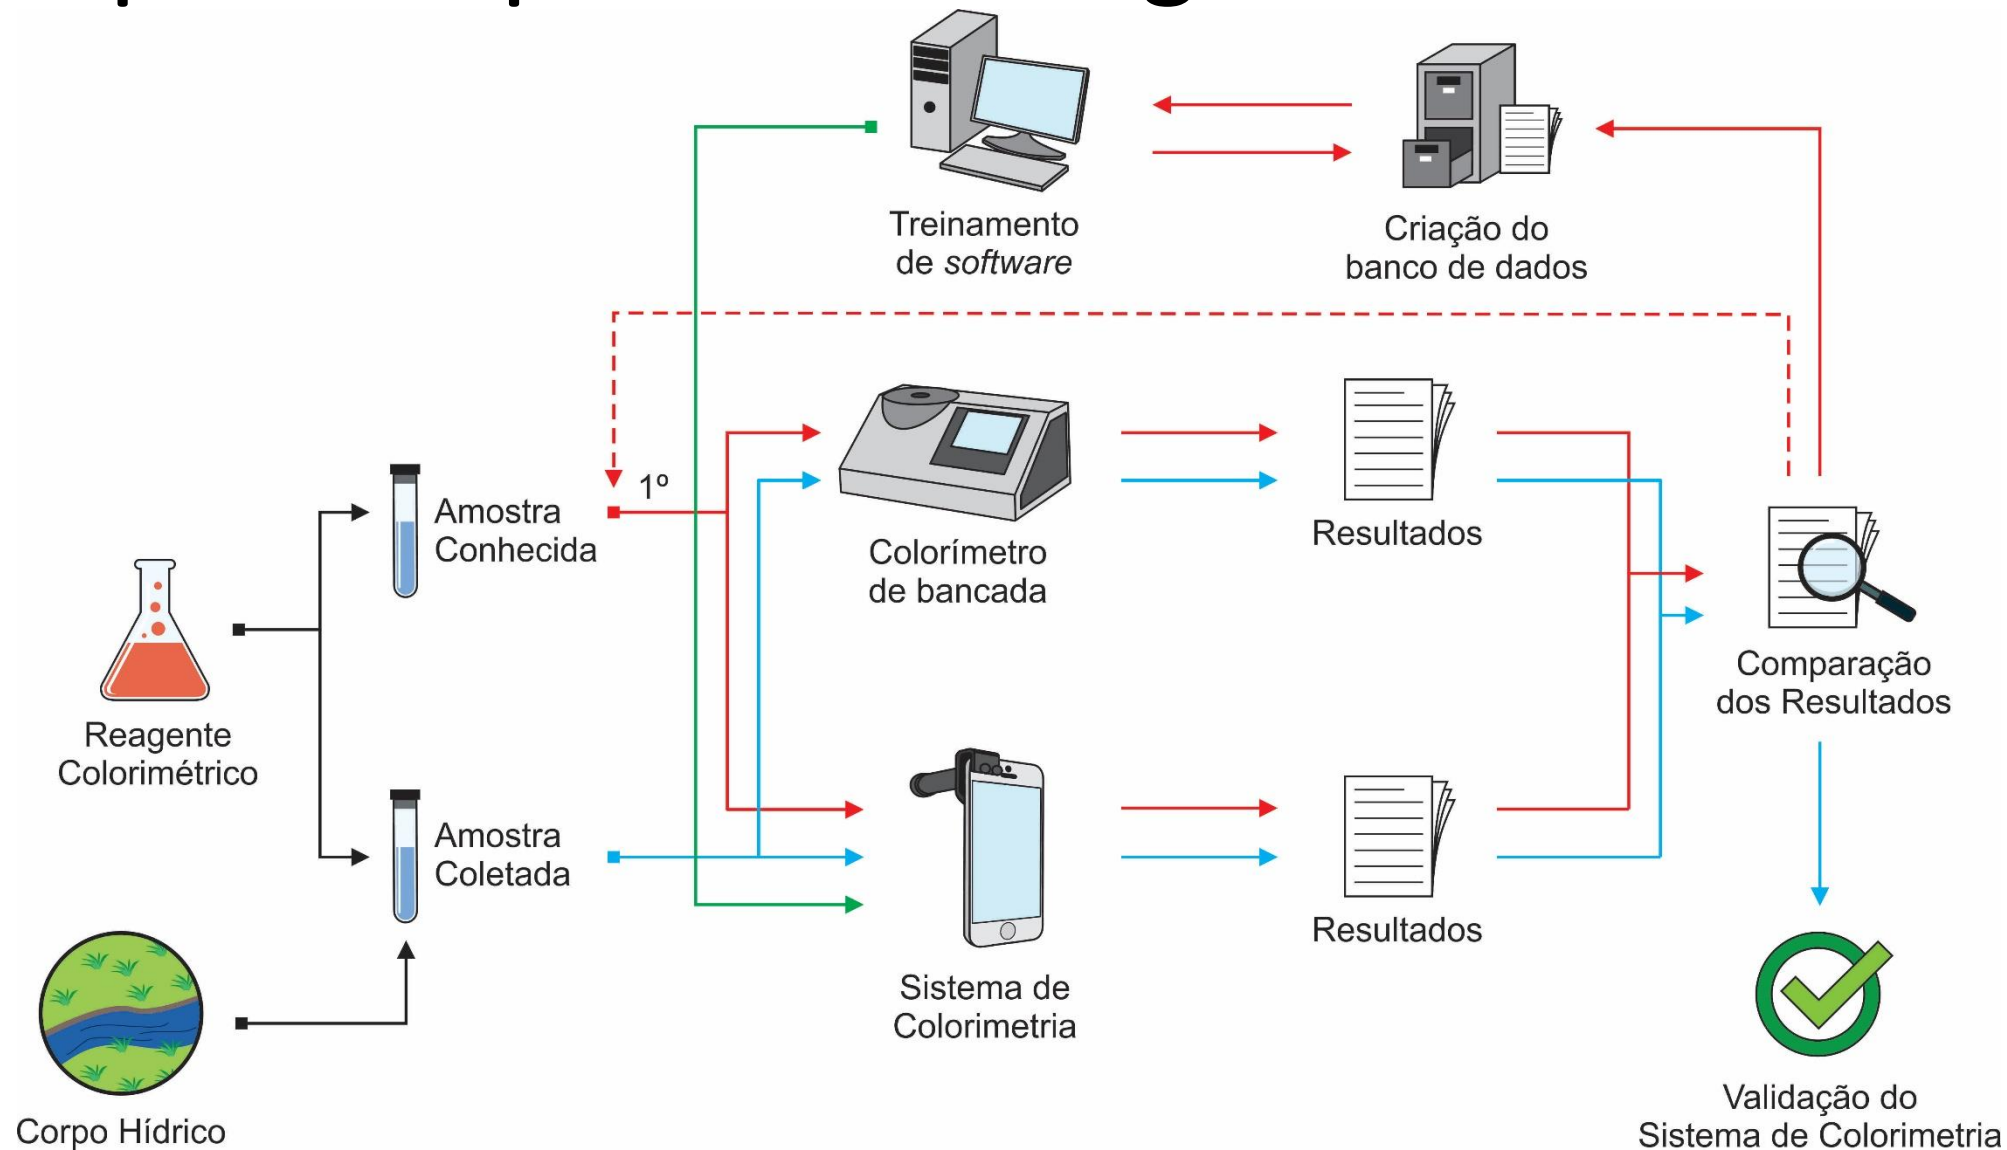 Treinamento
de software
Criação do
banco de dados
1º
Amostra
Conhecida
Colorímetro
de bancada
Resultados
Reagente
Colorimétrico
Comparação
dos Resultados
Amostra
Coletada
Resultados
Sistema de
Colorimetria
Corpo Hídrico
Validação do
Sistema de Colorimetria